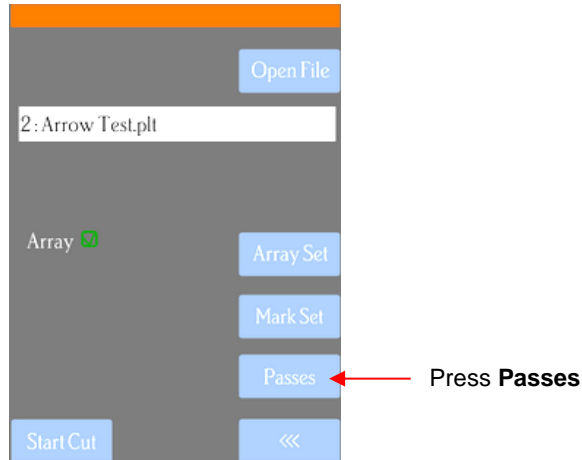 Open File
2 : Arrow Test.plt
Array
Array Set
Mark Set
Passes
Press Passes
Start Cut
<<<